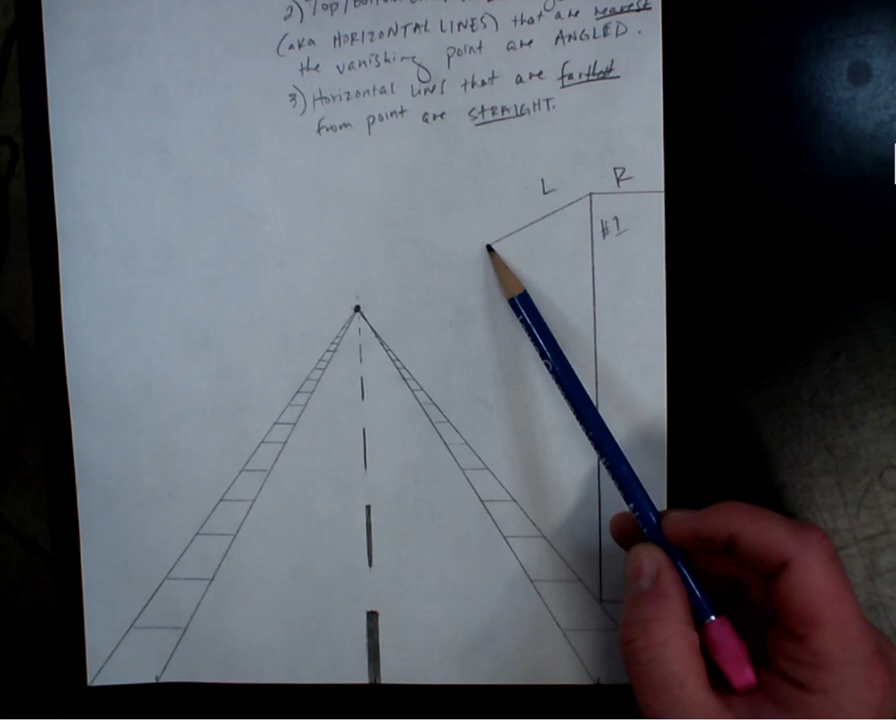 2) Top/Bottom
(aka HORIZONTAL LINES) that are nearest
the vanishing point are ANGLED.
3) Horizontal LINES that are farthest
from point are STRAIGHT.
L R
#1